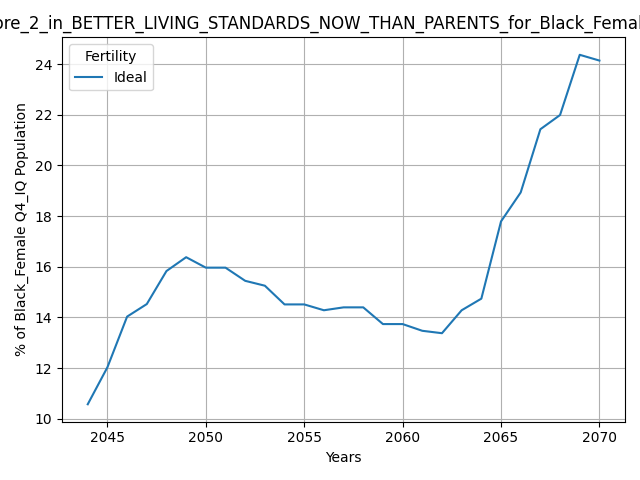 ore_2_in_BETTER_LIVING_STANDARDS_NOW_THAN_PARENTS_for_Black_Femal
Fertility
Ideal
% of Black_Female Q4_IQ Population
24
22
20
18
16
14
12
10
2045 2050 2055 2060 2065 2070
Years